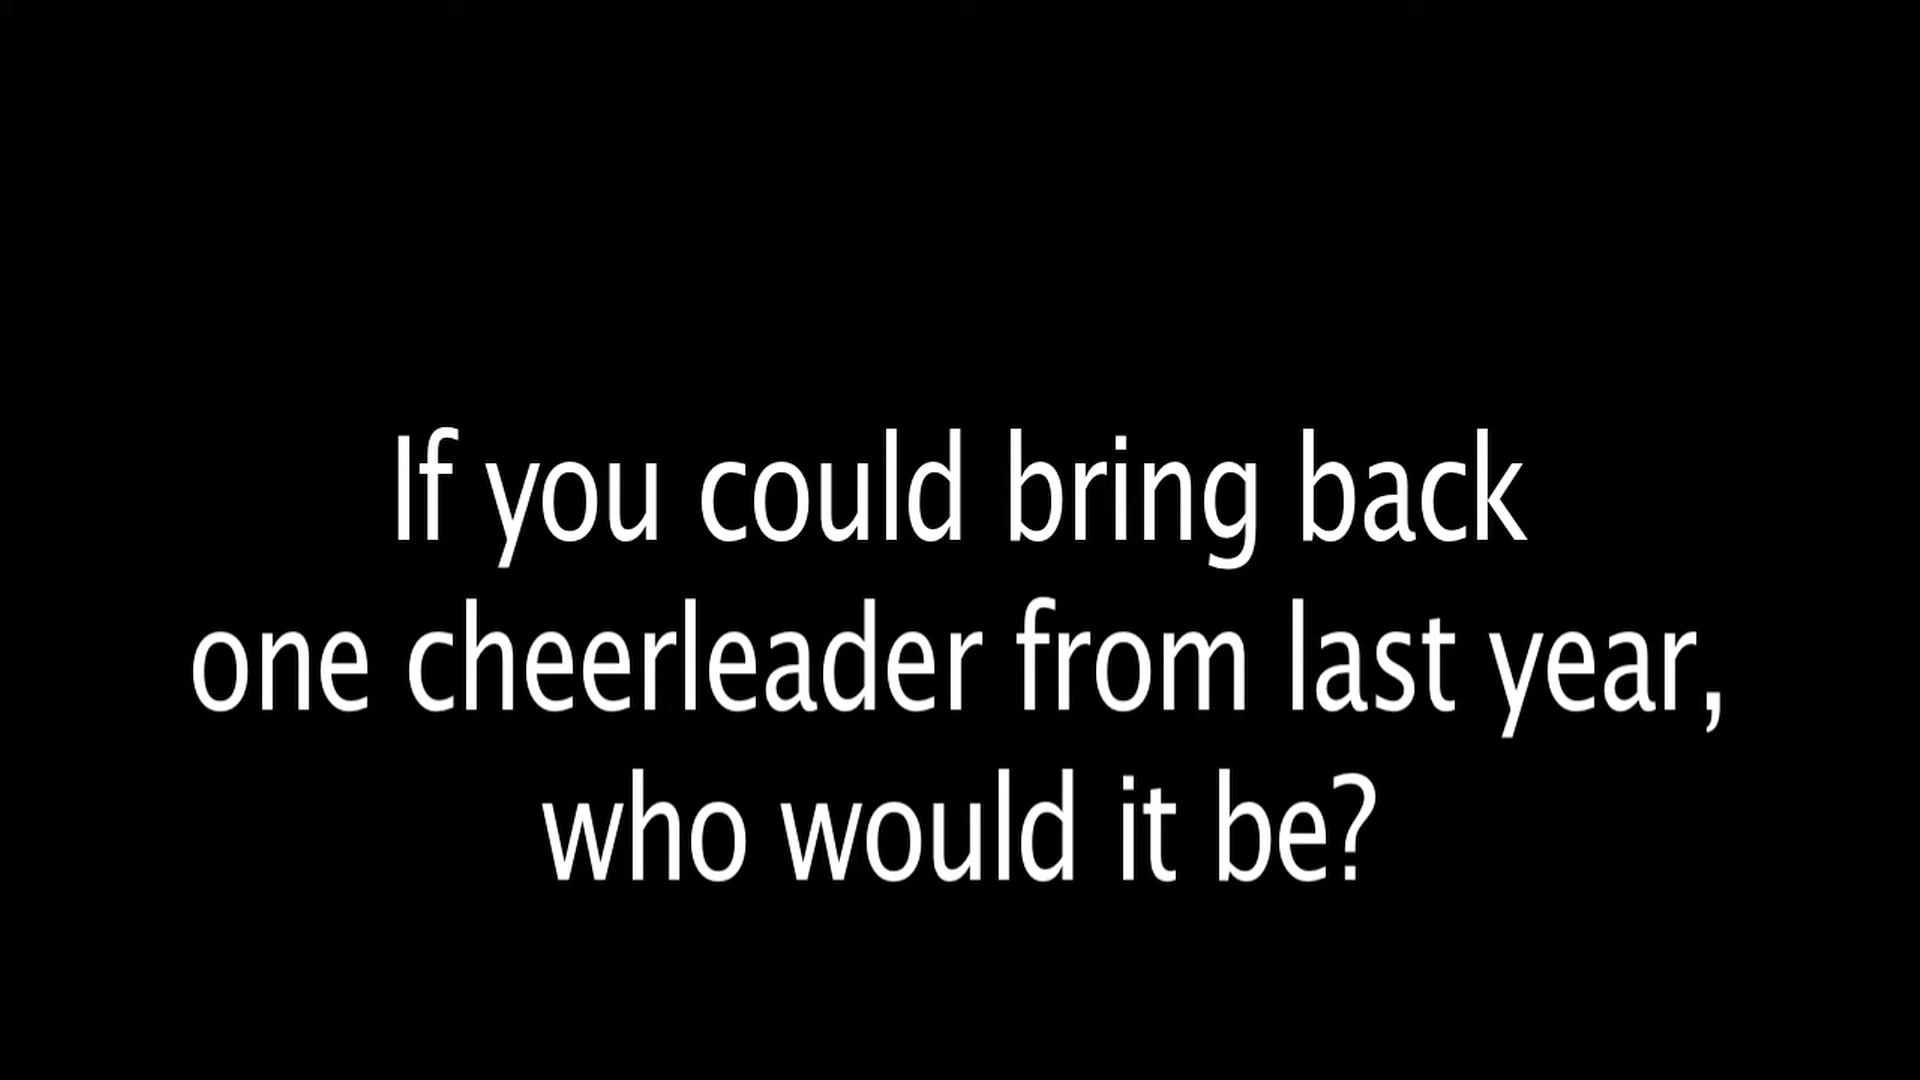 If you could bring back
one cheerleader from last year,
who would it be?